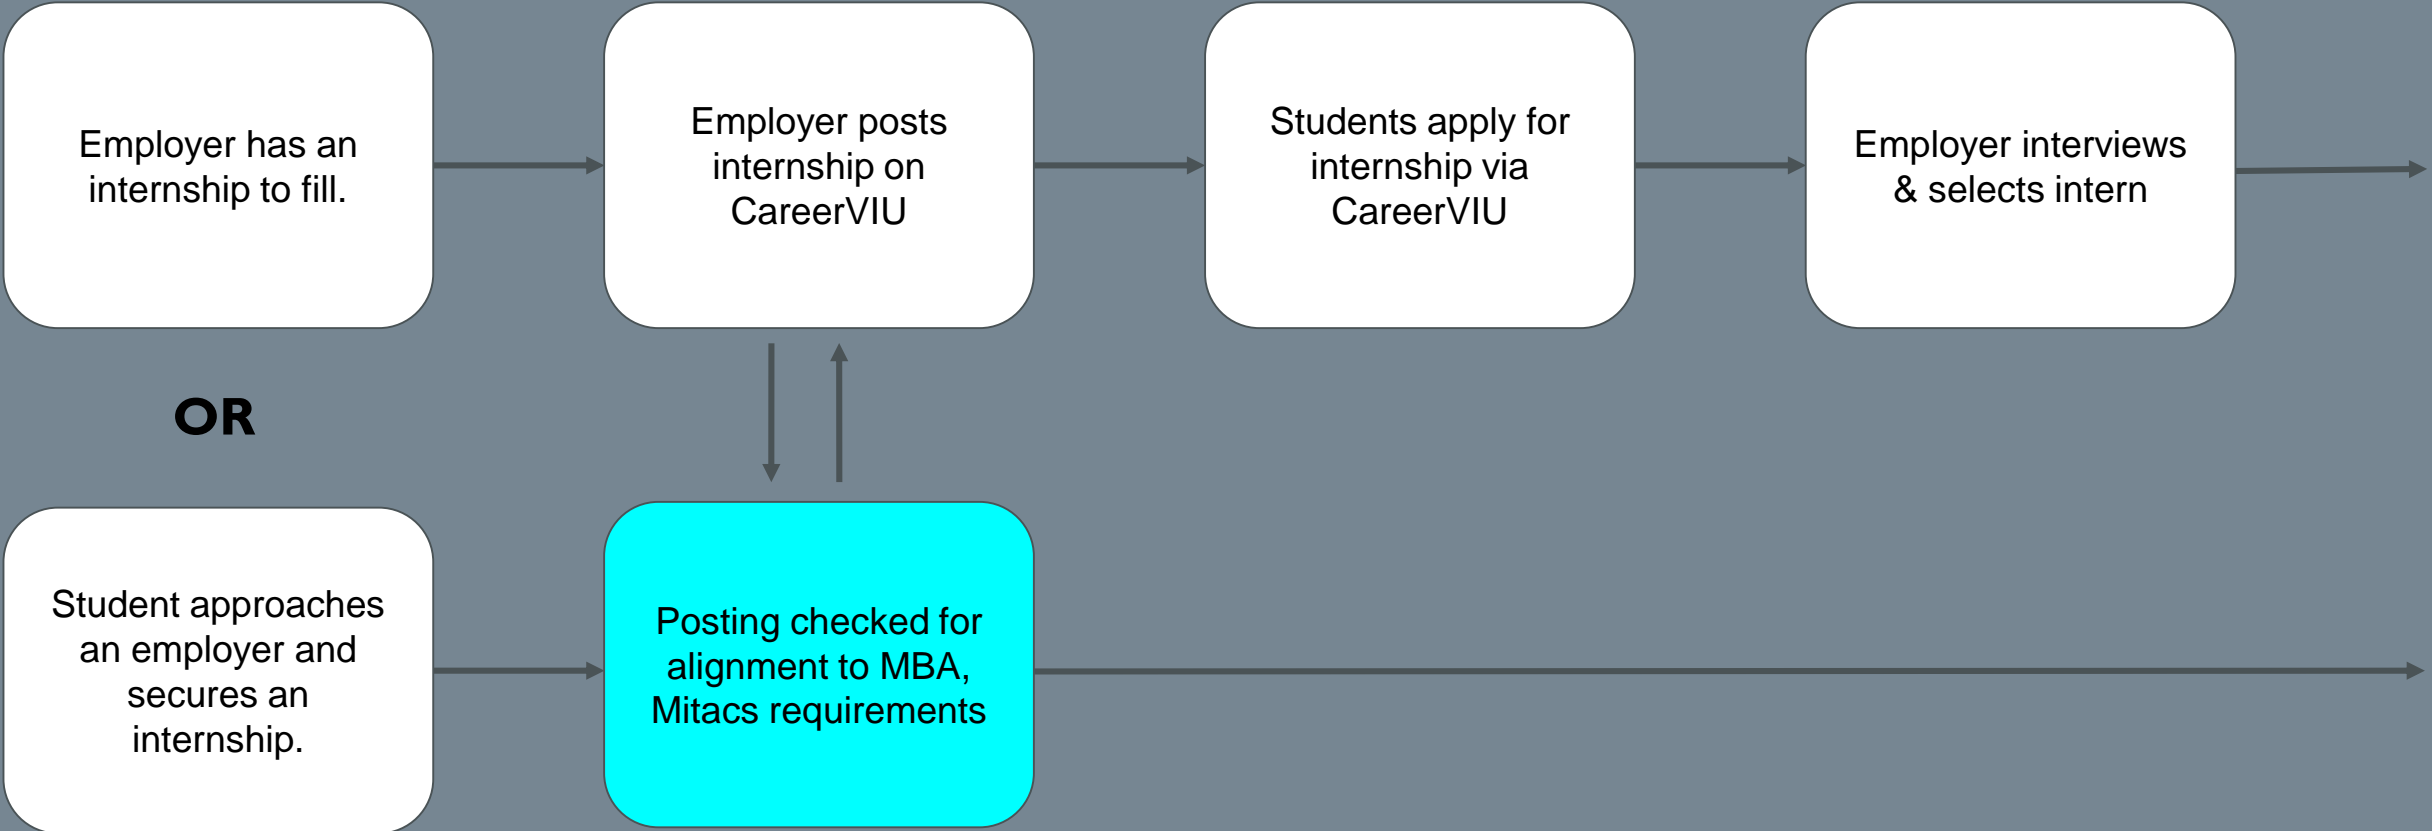 Employer has an
internship to fill.
Employer posts
internship on
CareerVIU
Students apply for
internship via
CareerVIU
Employer interviews
& selects intern
OR
Student approaches
an employer and
secures an
internship.
Posting checked for
alignment to MBA,
Mitacs requirements